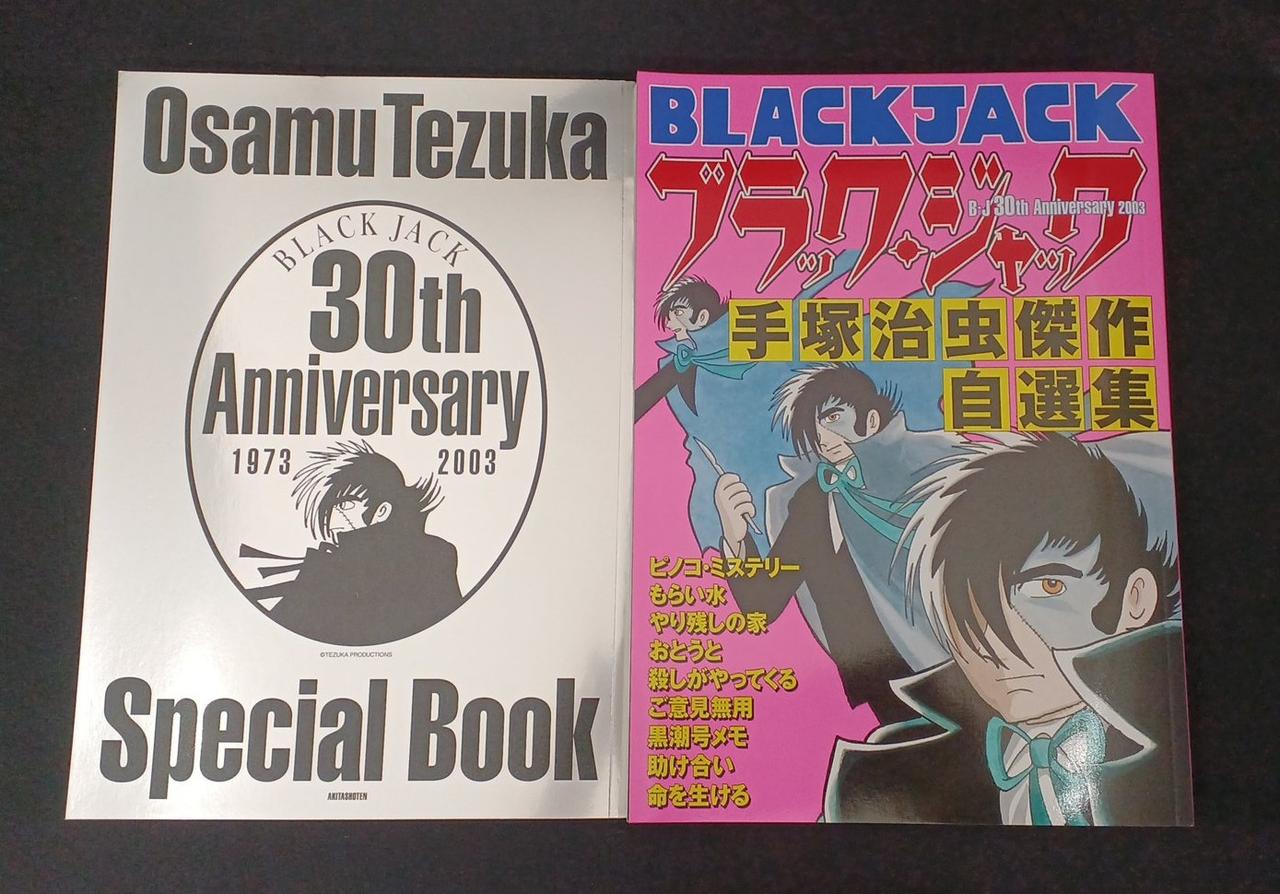 Osamu Tezuka
BLACK JACK
30th
Anniversary
1973 2003
©TEZUKA PRODUCTIONS
Special Book
AKITASHOTEN
BLACKJACK
ブラック・ジャック
B・J 30th Anniversary 2003
手塚治虫傑作
自選集
ピノコ・ミステリー
もらい水
やり残しの家
おとうと
殺しがやってくる
ご意見無用
黒潮号メモ
助け合い
命を生ける